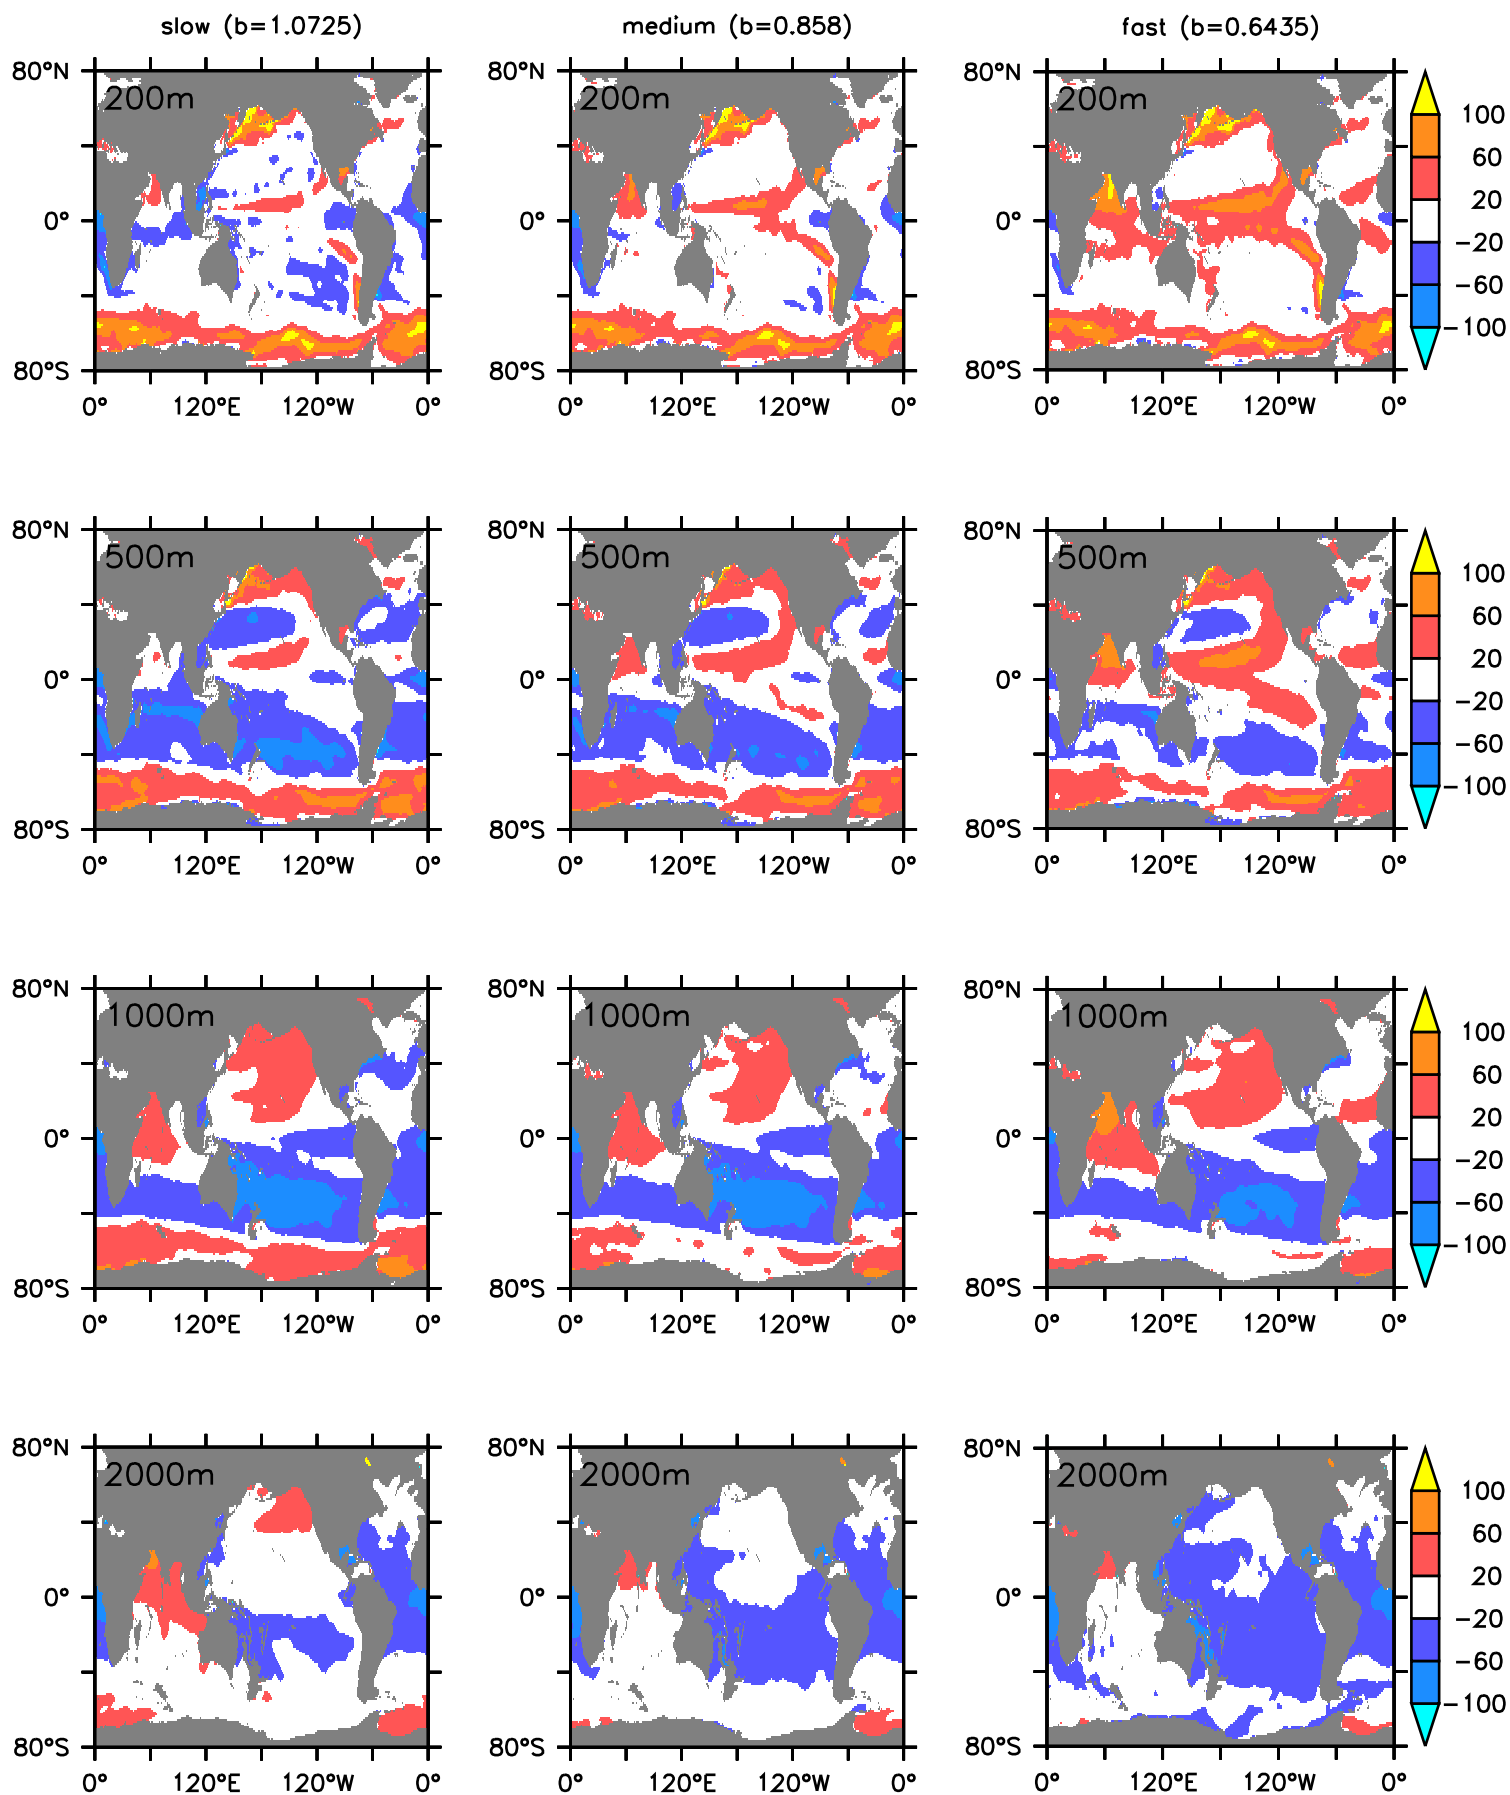 slow (b=1.0725) medium (b=0.858) fast (b=0.6435)
80°N 200m 80°N 200m 80°N 200m 100
60
20
0° 0° 0° −20
−60
−100
80°S 80°S 80°S
0° 120°E 120°W 0° 0° 120°E 120°W 0° 0° 120°E 120°W 0°
80°N 500m 80°N 500m 80°N 500m 100
60
20
0° 0° 0° −20
−60
−100
80°S 80°S 80°S
0° 120°E 120°W 0° 0° 120°E 120°W 0° 0° 120°E 120°W 0°
80°N 1000m 80°N 1000m 80°N 1000m 100
60
20
0° 0° 0° −20
−60
−100
80°S 80°S 80°S
0° 120°E 120°W 0° 0° 120°E 120°W 0° 0° 120°E 120°W 0°
80°N 2000m 80°N 2000m 80°N 2000m 100
60
20
0° 0° 0° −20
−60
−100
80°S 80°S 80°S
0° 120°E 120°W 0° 0° 120°E 120°W 0° 0° 120°E 120°W 0°